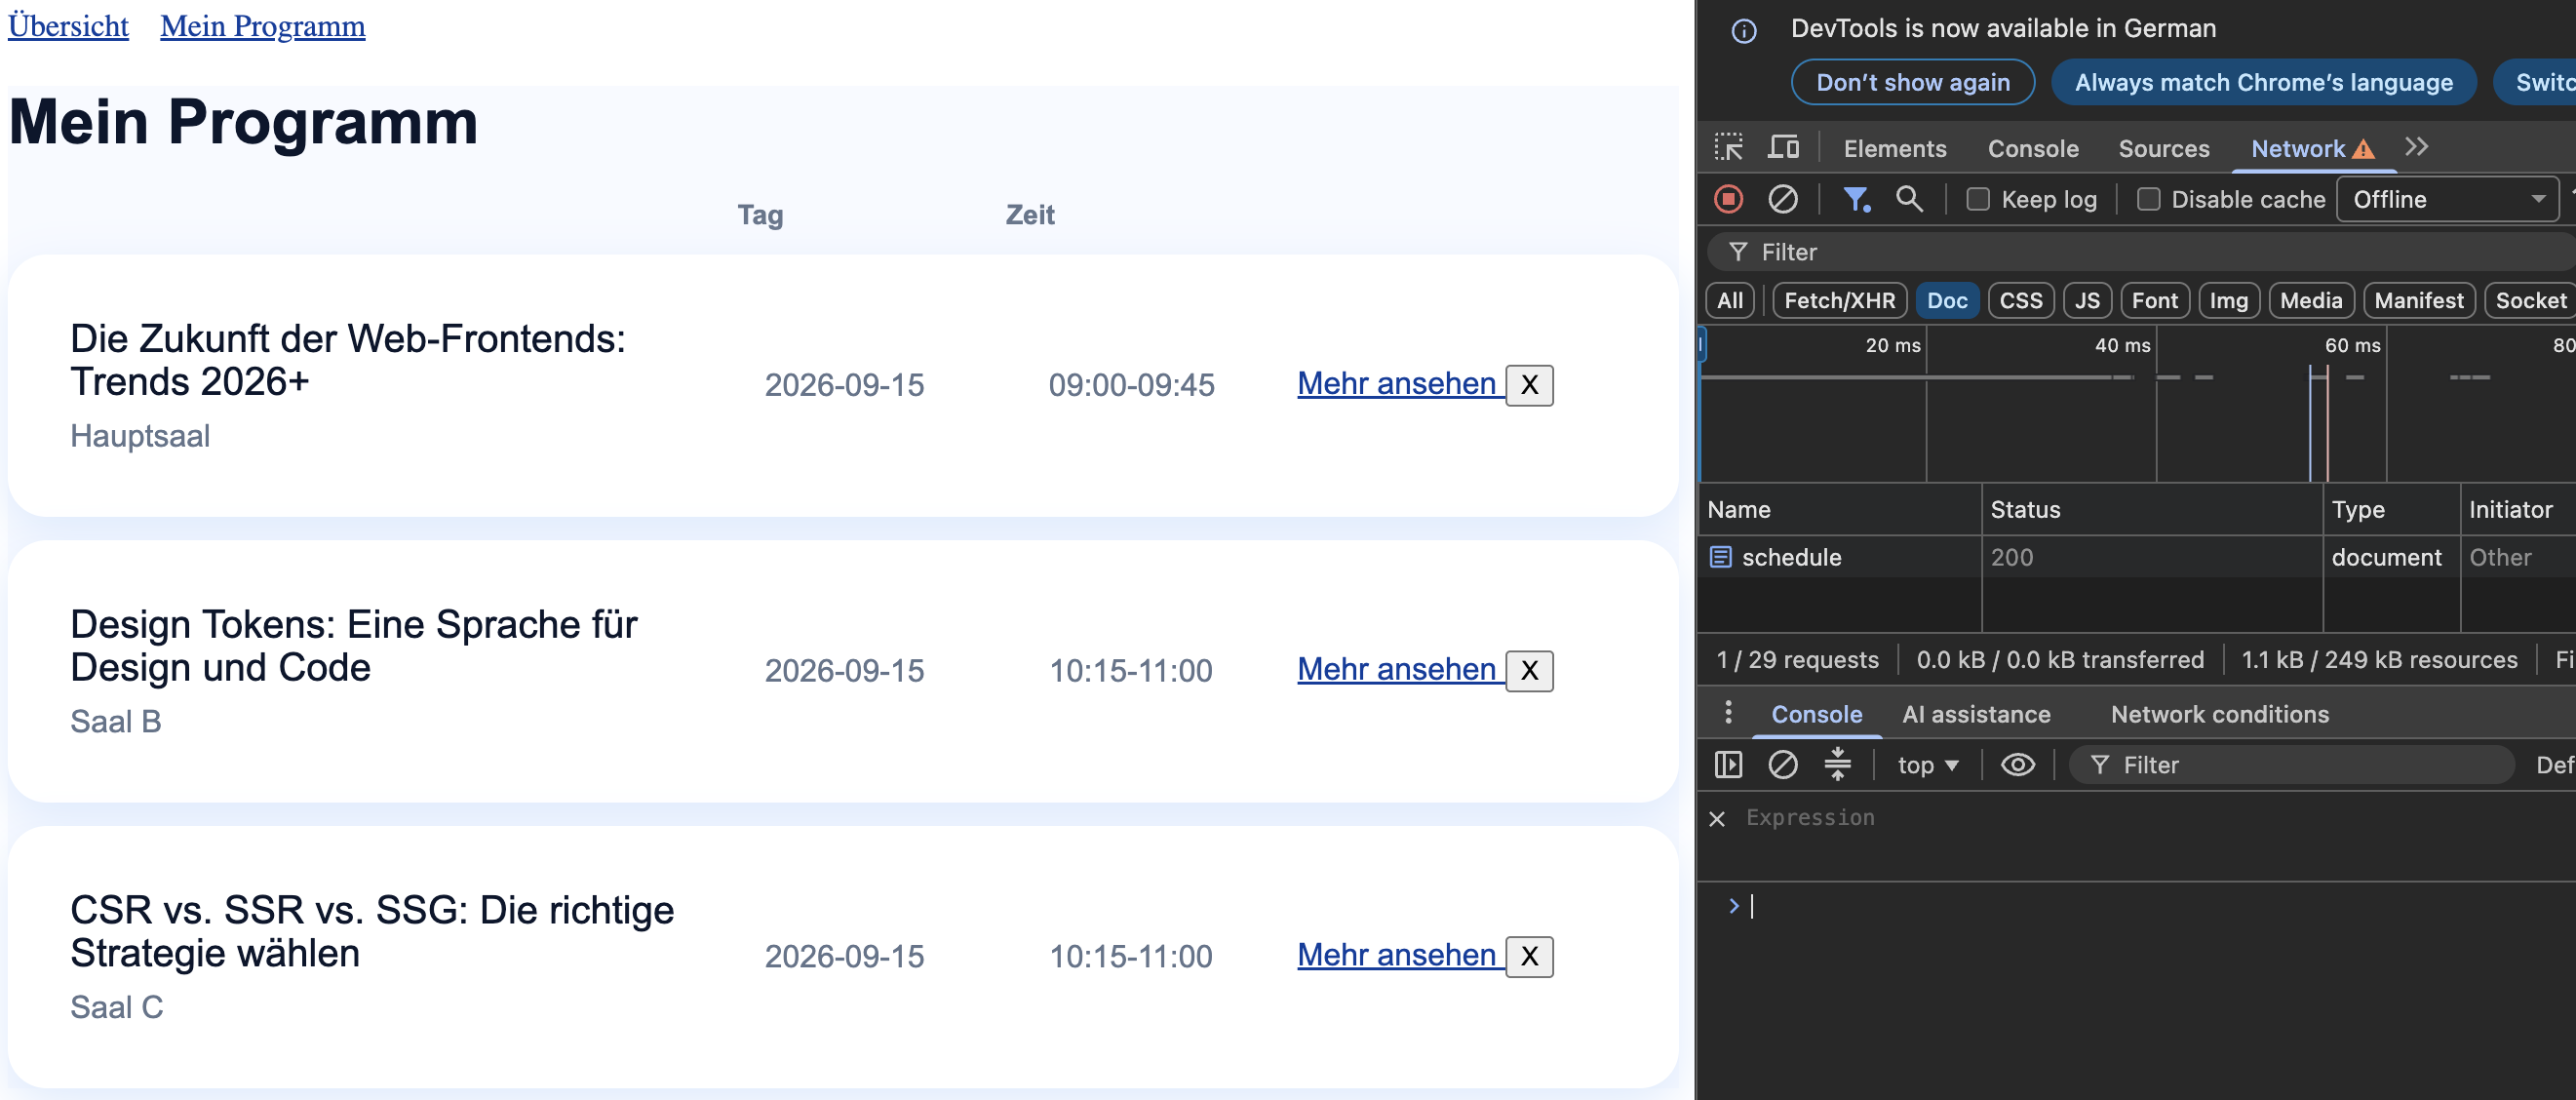 Übersicht Mein Programm
Mein Programm
Tag Zeit
Die Zukunft der Web-Frontends:
Trends 2026+
Hauptsaal
2026-09-15 09:00-09:45 Mehr ansehen X
Design Tokens: Eine Sprache für
Design und Code
Saal B
2026-09-15 10:15-11:00 Mehr ansehen X
CSR vs. SSR vs. SSG: Die richtige
Strategie wählen
Saal C
2026-09-15 10:15-11:00 Mehr ansehen X
DevTools is now available in German
Don't show again Always match Chrome's language Switc
Elements Console Sources Network
Keep log Disable cache Offline
Filter
All Fetch/XHR Doc CSS JS Font Img Media Manifest Socket
20 ms 40 ms 60 ms 80
Name Status Type Initiator
schedule 200 document Other
1 / 29 requests 0.0 kB / 0.0 kB transferred 1.1 kB / 249 kB resources Fi
Console AI assistance Network conditions
top Filter Def
Expression